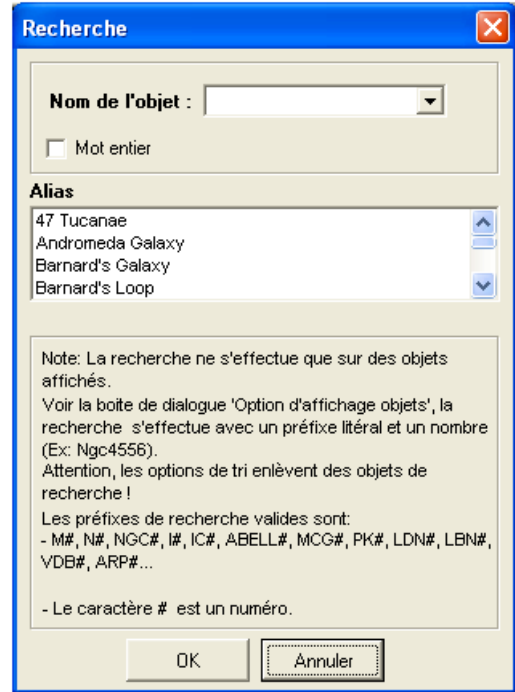 Recherche
Nom de l'objet :
Mot entier
Alias
47 Tucanae
Andromeda Galaxy
Barnard's Galaxy
Barnard's Loop
Note: La recherche ne s'effectue que sur des objets
affichés.
Voir la boite de dialogue 'Option d'affichage objets', la
recherche s'effectue avec un préfixe litéral et un nombre
(Ex: Ngc4556).
Attention, les options de tri enlèvent des objets de
recherche !
Les préfixes de recherche valides sont:
- M#, N#, NGC#, I#, IC#, ABELL#, MCG#, PK#, LDN#, LBN#,
VDB#, ARP#...
- Le caractère # est un numéro.
OK
Annuler